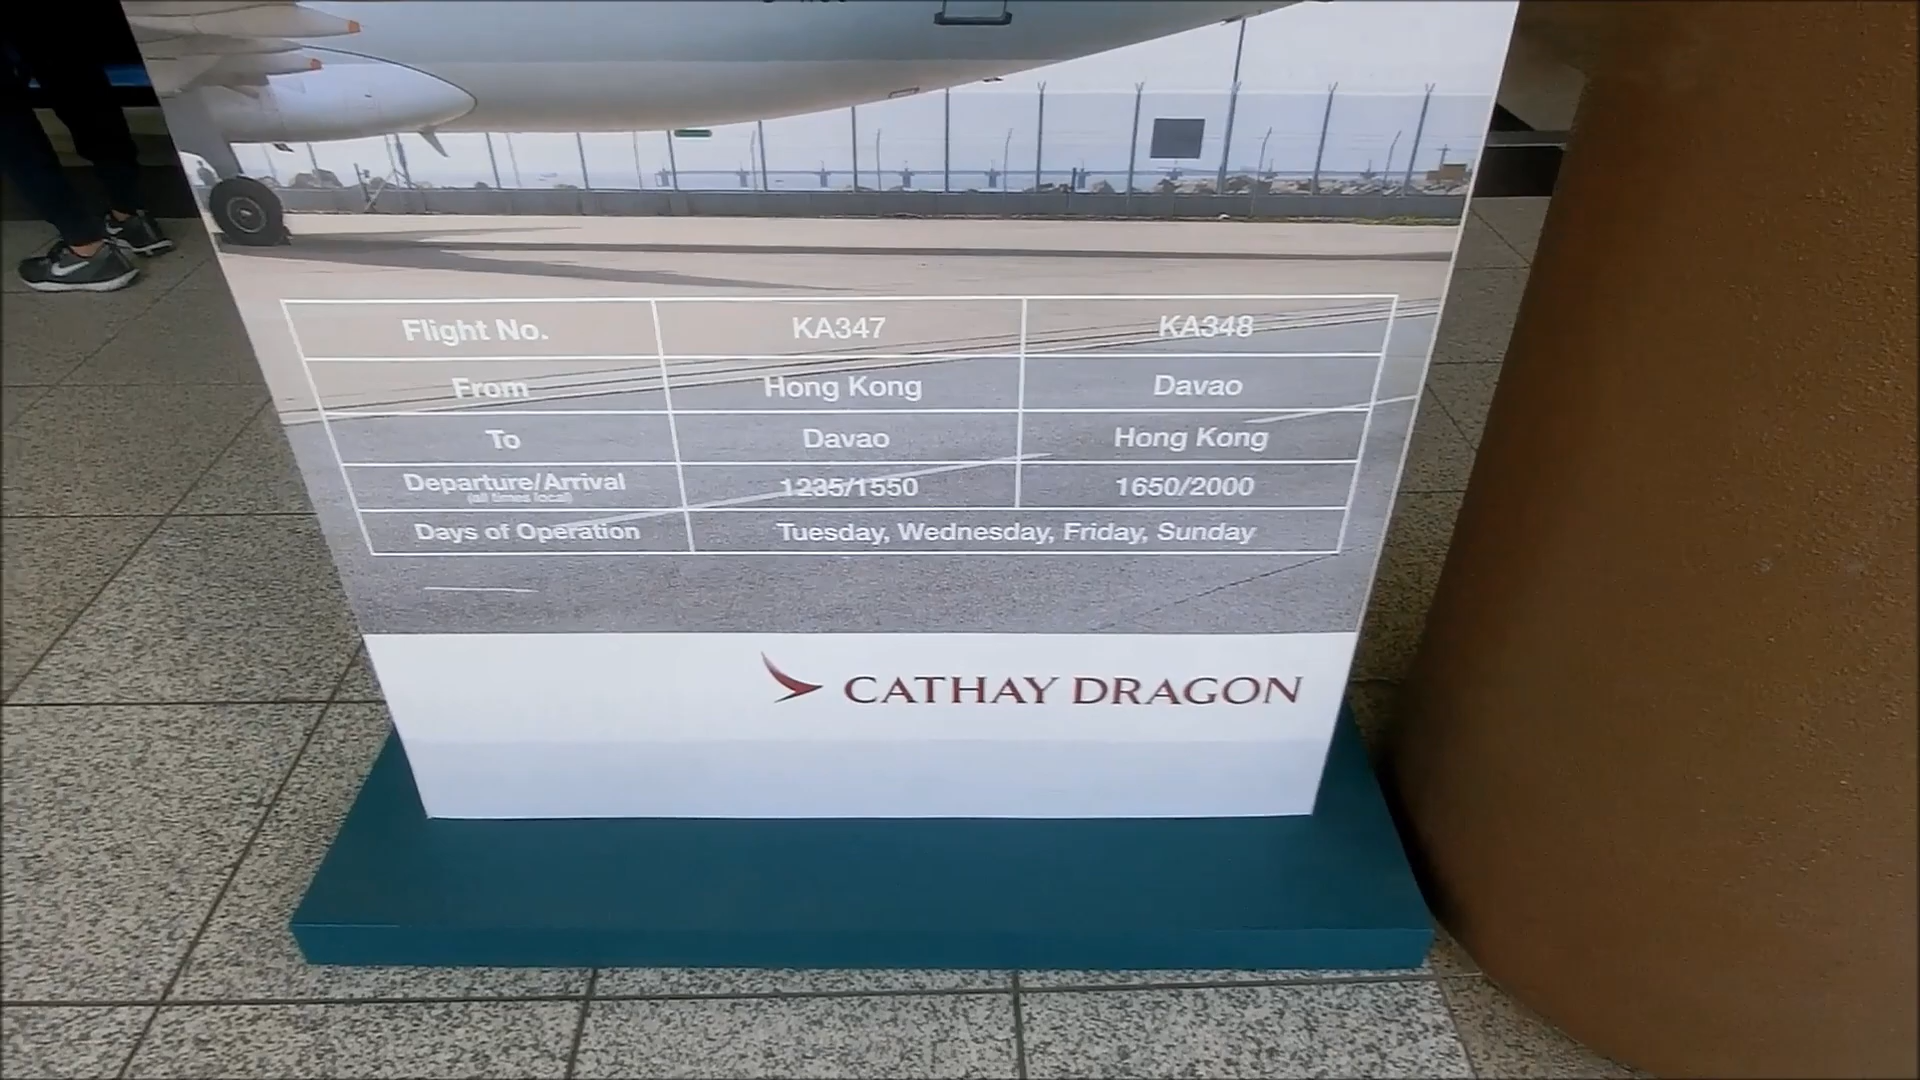 Flight No. KA347 KA348
From Hong Kong Davao
To Davao Hong Kong
Departure/Arrival 1235/1550 1650/2000
(all times local)
Days of Operation Tuesday, Wednesday, Friday, Sunday
CATHAY DRAGON